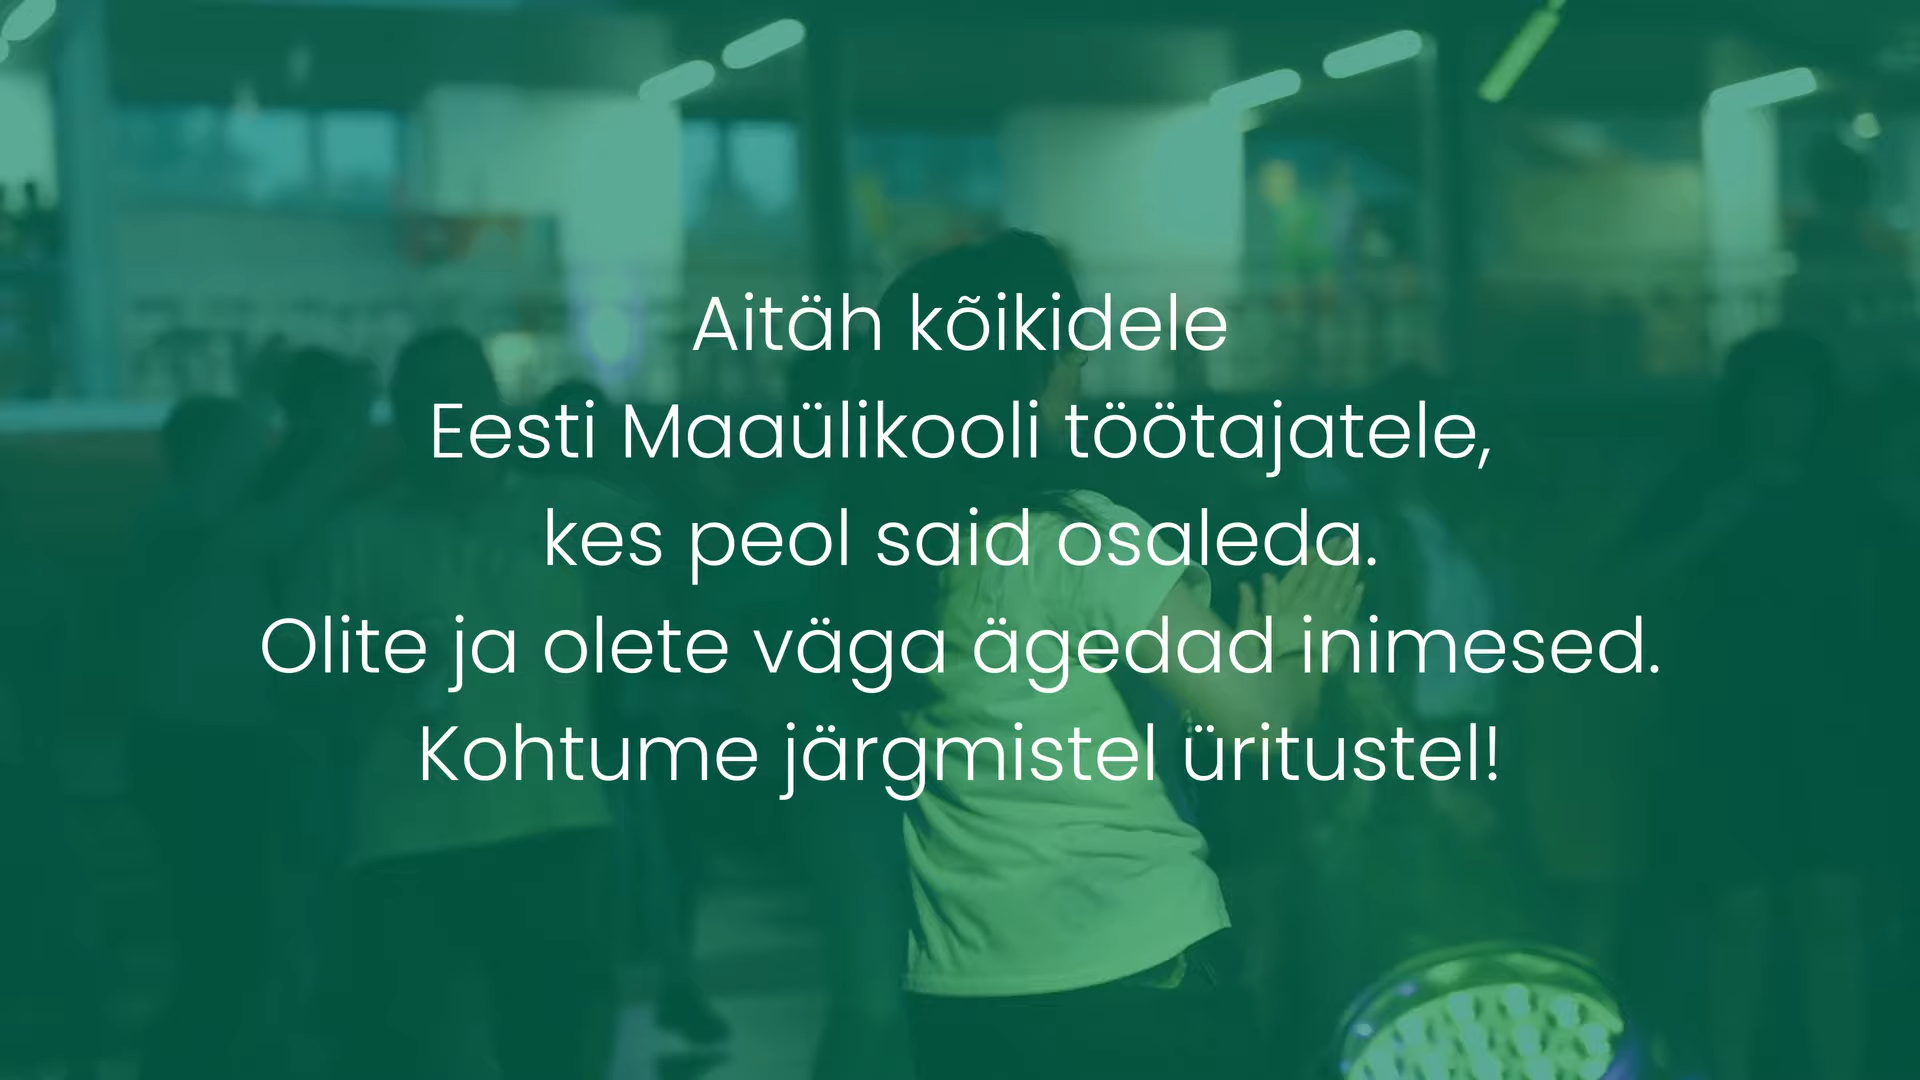 Aitäh kõikidele
Eesti Maaülikooli töötajatele,
kes peol said osaleda.
Olite ja olete väga ägedad inimesed.
Kohtume järgmistel üritustel!